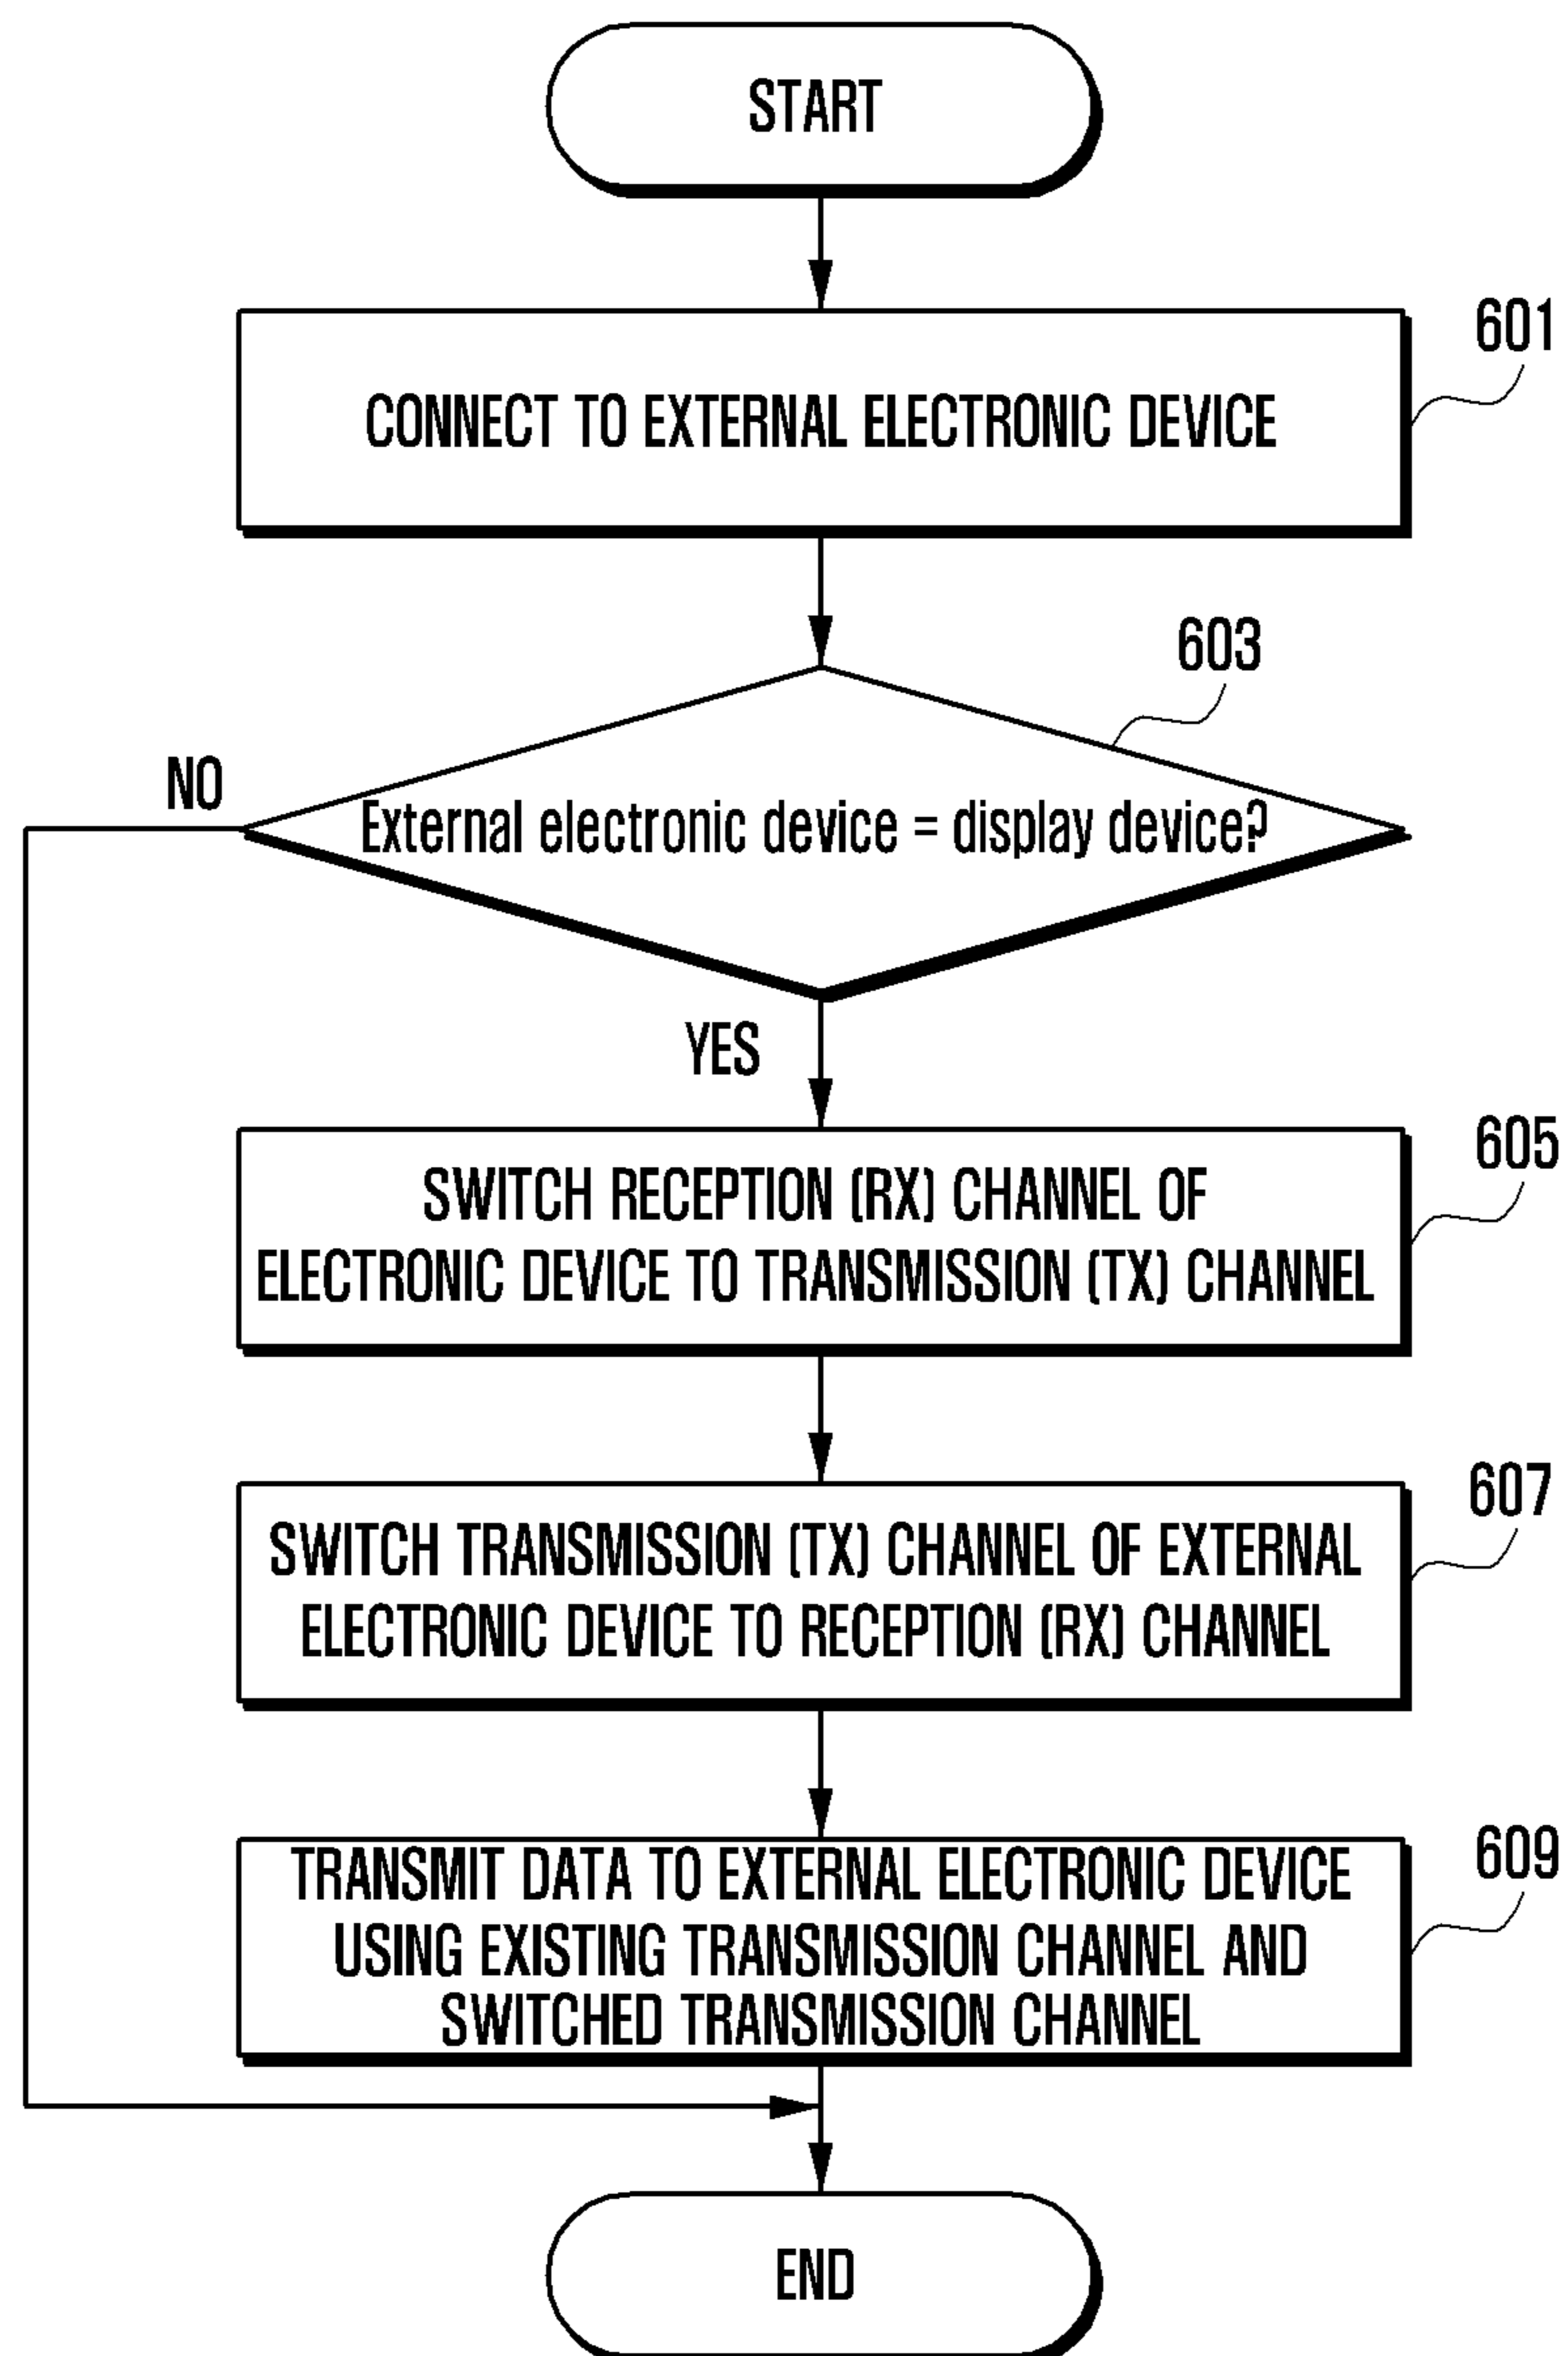 START
601
CONNECT TO EXTERNAL ELECTRONIC DEVICE
603
NO
External electronic device = display device?
YES
605
SWITCH RECEPTION (RX) CHANNEL OF
ELECTRONIC DEVICE TO TRANSMISSION (TX) CHANNEL
607
SWITCH TRANSMISSION (TX) CHANNEL OF EXTERNAL
ELECTRONIC DEVICE TO RECEPTION (RX) CHANNEL
609
TRANSMIT DATA TO EXTERNAL ELECTRONIC DEVICE
USING EXISTING TRANSMISSION CHANNEL AND
SWITCHED TRANSMISSION CHANNEL
END